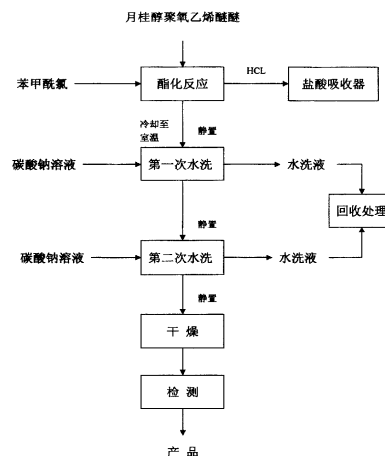 月桂醇聚氧乙烯醚醚
苯甲酰氯
酯化反应
HCL
盐酸吸收器
冷却至
室温
静置
碳酸钠溶液
第一次水洗
水洗液
回收处理
静置
碳酸钠溶液
第二次水洗
水洗液
静置
干 燥
检 测
产 品